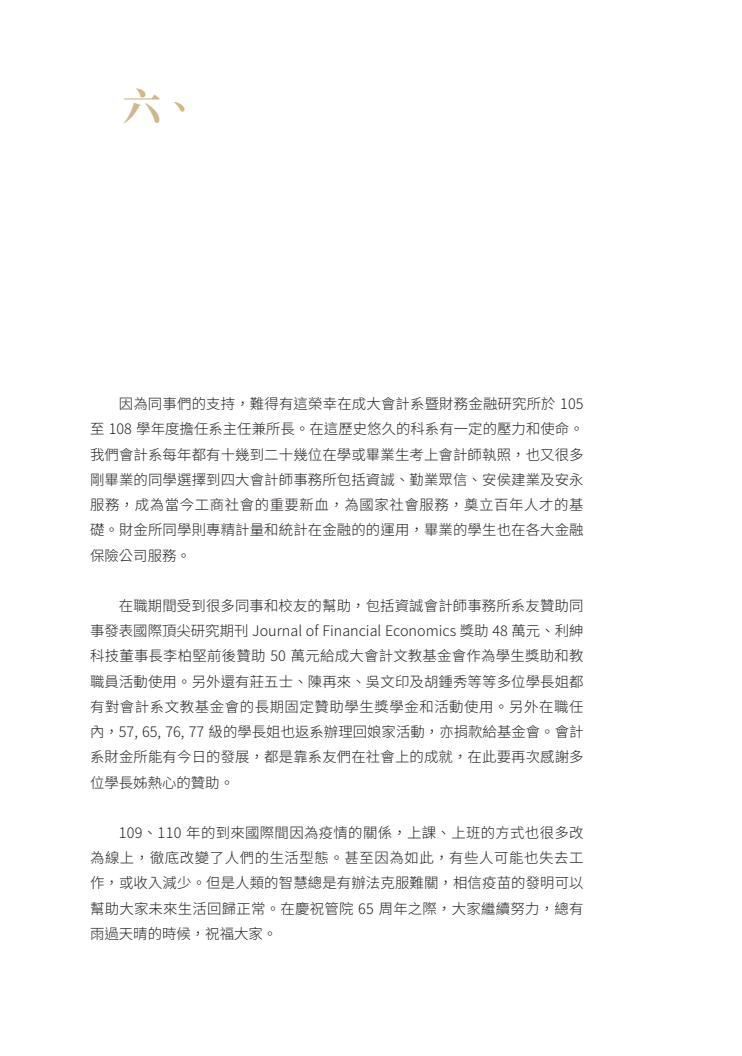 六、
因為同事們的支持，難得有這榮幸在成大會計系暨財務金融研究所於 105
至 108 學年度擔任系主任兼所長。在這歷史悠久的科系有一定的壓力和使命。
我們會計系每年都有十幾到二十幾位在學或畢業生考上會計師執照，也又很多
剛畢業的同學選擇到四大會計師事務所包括資誠、勤業眾信、安侯建業及安永
服務，成為當今工商社會的重要新血，為國家社會服務，奠立百年人才的基
礎。財金所同學則專精計量和統計在金融的的運用，畢業的學生也在各大金融
保險公司服務。
在職期間受到很多同事和校友的幫助，包括資誠會計師事務所系友贊助同
事發表國際頂尖研究期刊 Journal of Financial Economics 獎助 48 萬元、利紳
科技董事長李柏堅前後贊助 50 萬元給成大會計文教基金會作為學生獎助和教
職員活動使用。另外還有莊五士、陳再來、吳文印及胡鍾秀等等多位學長姐都
有對會計系文教基金會的長期固定贊助學生獎學金和活動使用。另外在職任
內，57, 65, 76, 77 級的學長姐也返系辦理回娘家活動，亦捐款給基金會。會計
系財金所能有今日的發展，都是靠系友們在社會上的成就，在此要再次感謝多
位學長姊熱心的贊助。
109、110 年的到來國際間因為疫情的關係，上課、上班的方式也很多改
為線上，徹底改變了人們的生活型態。甚至因為如此，有些人可能也失去工
作，或收入減少。但是人類的智慧總是有辦法克服難關，相信疫苗的發明可以
幫助大家未來生活回歸正常。在慶祝管院 65 周年之際，大家繼續努力，總有
雨過天晴的時候，祝福大家。